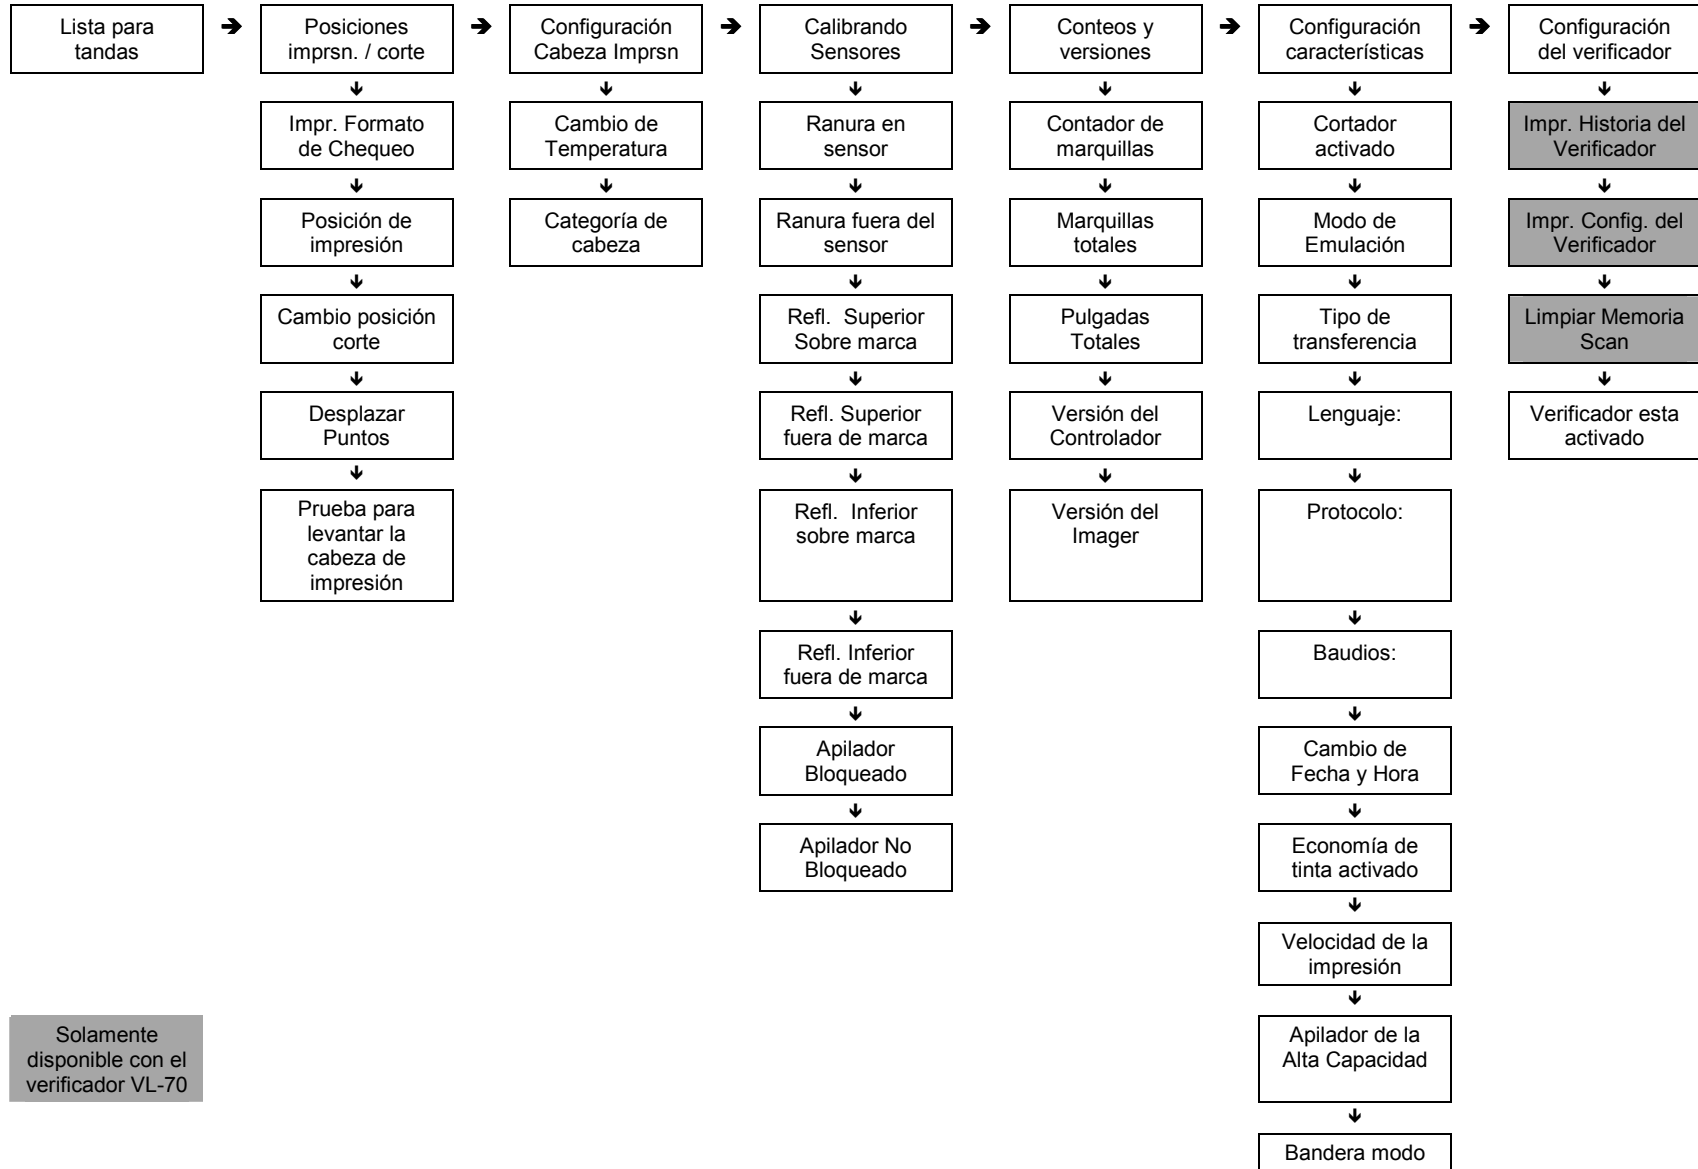 Lista para
tandas
Posiciones
imprsn. / corte
Configuración
Cabeza Imprsn
Calibrando
Sensores
Conteos y
versiones
Configuración
características
Configuración
del verificador
Impr. Formato
de Chequeo
Posición de
impresión
Cambio posición
corte
Desplazar
Puntos
Prueba para
levantar la
cabeza de
impresión
Cambio de
Temperatura
Categoría de
cabeza
Ranura en
sensor
Ranura fuera del
sensor
Refl. Superior
Sobre marca
Refl. Superior
fuera de marca
Refl. Inferior
sobre marca
Refl. Inferior
fuera de marca
Apilador
Bloqueado
Apilador No
Bloqueado
Contador de
marquillas
Marquillas
totales
Pulgadas
Totales
Versión del
Controlador
Versión del
Imager
Cortador
activado
Modo de
Emulación
Tipo de
transferencia
Lenguaje:
Protocolo:
Baudios:
Cambio de
Fecha y Hora
Economía de
tinta activado
Velocidad de la
impresión
Apilador de la
Alta Capacidad
Bandera modo
Impr. Historia del
Verificador
Impr. Config. del
Verificador
Limpiar Memoria
Scan
Verificador esta
activado
Solamente
disponible con el
verificador VL-70